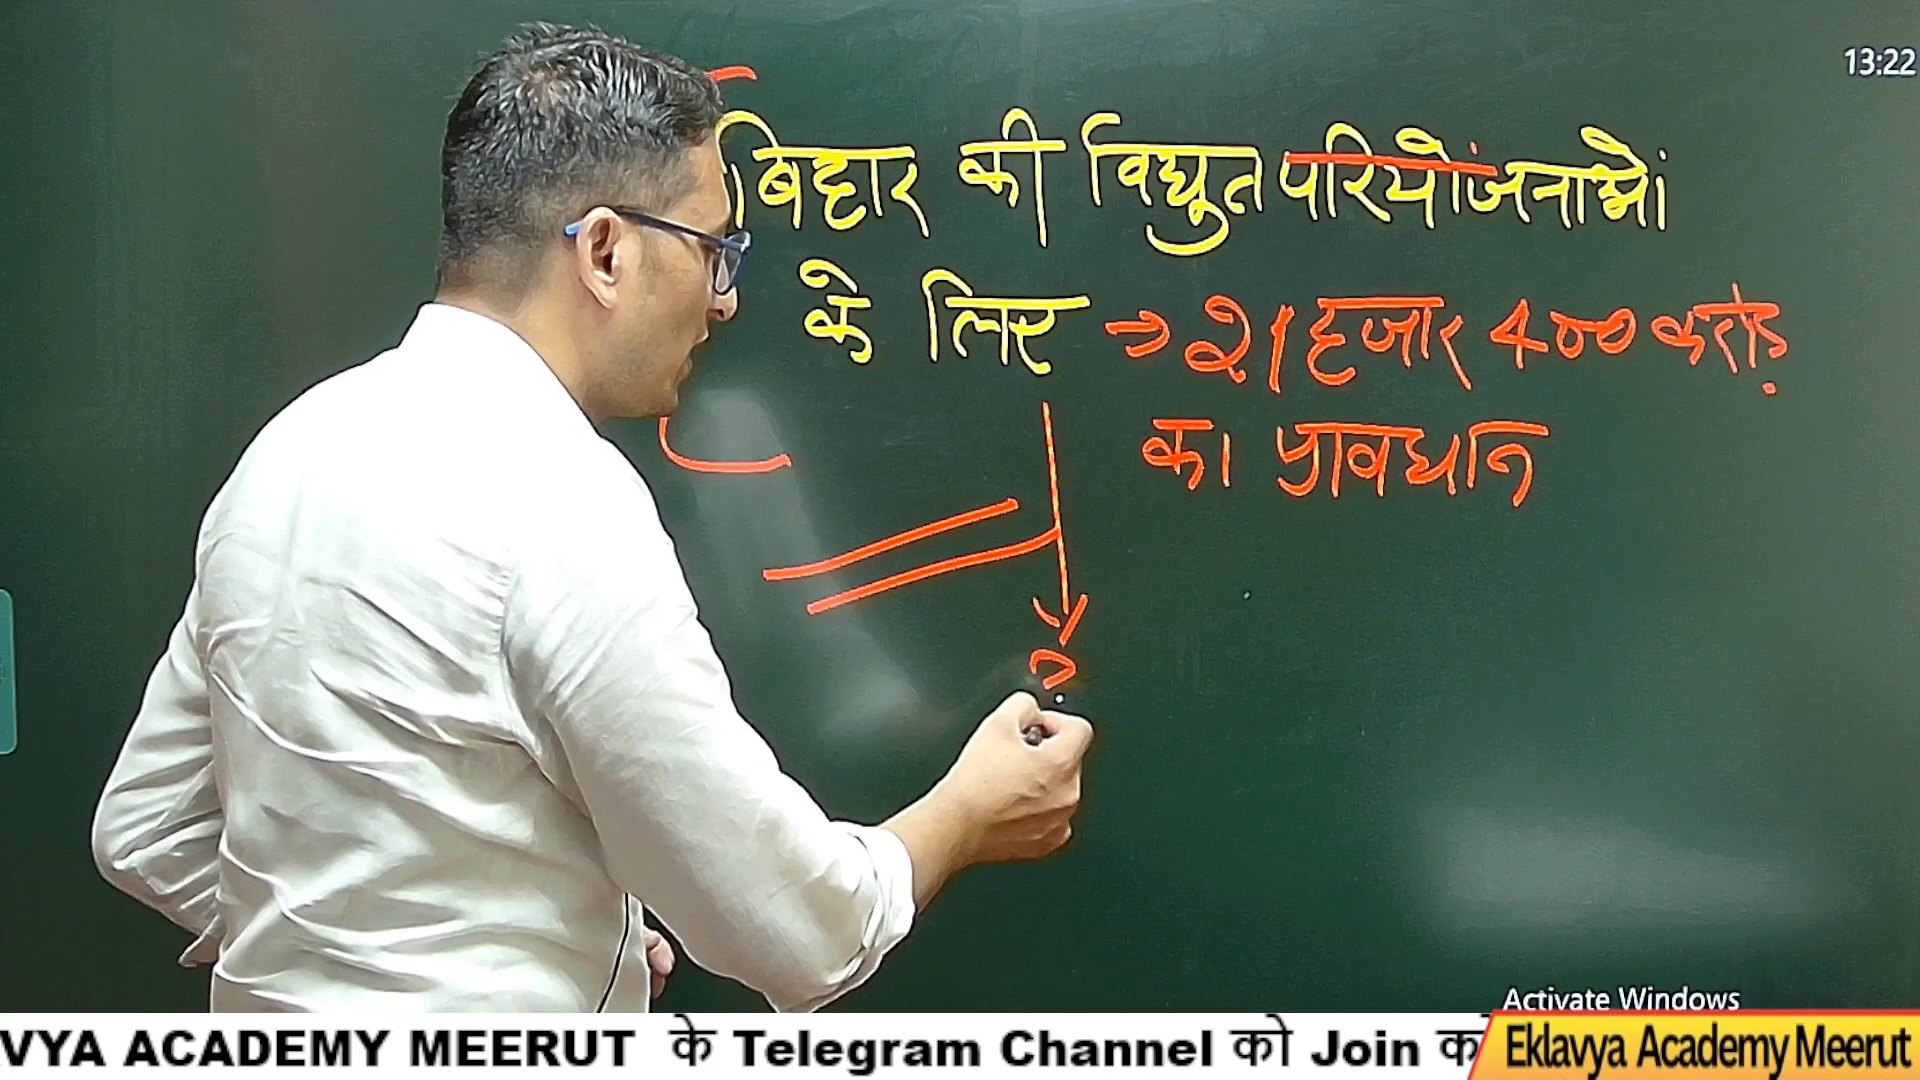 13:22
बिहार की विद्युत परियोजनाओं
के लिए → 21 हजार 400 करोड़
का प्रावधान
Activate Windows
VYA ACADEMY MEERUT के Telegram Channel को Join क
Eklavya Academy Meerut